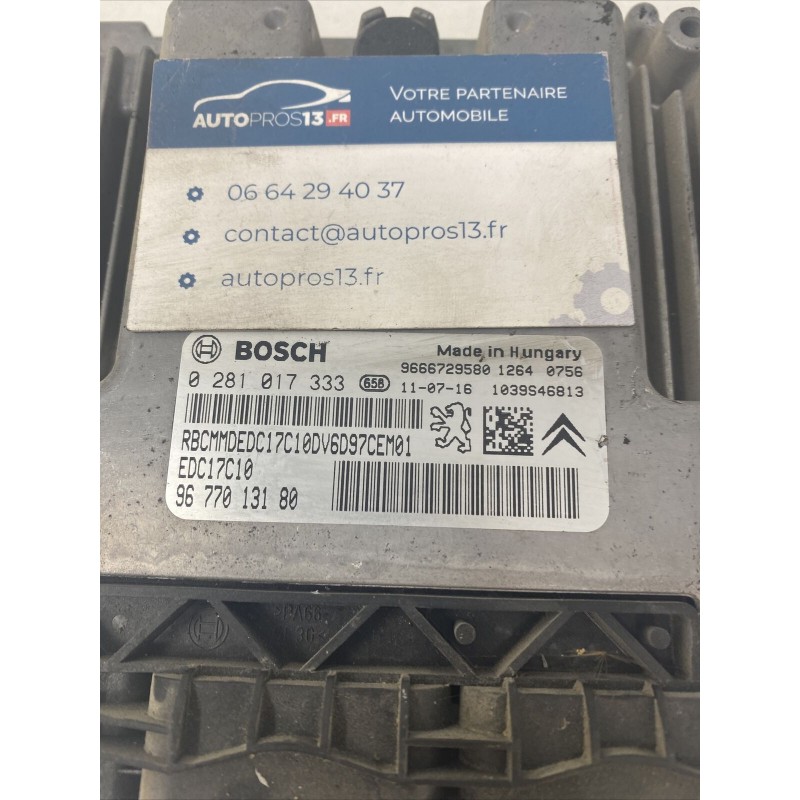 AUTOPROS13.FR
VOTRE PARTENAIRE
AUTOMOBILE
06 64 29 40 37
contact@autopros13.fr
autopros13.fr
BOSCH
Made in Hungary
9666729580 1264 0756
0 281 017 333 658 11-07-16 1039S46813
RBCMMDEDC17C10DV6D97CEM01
EDC17C10
96 770 131 80